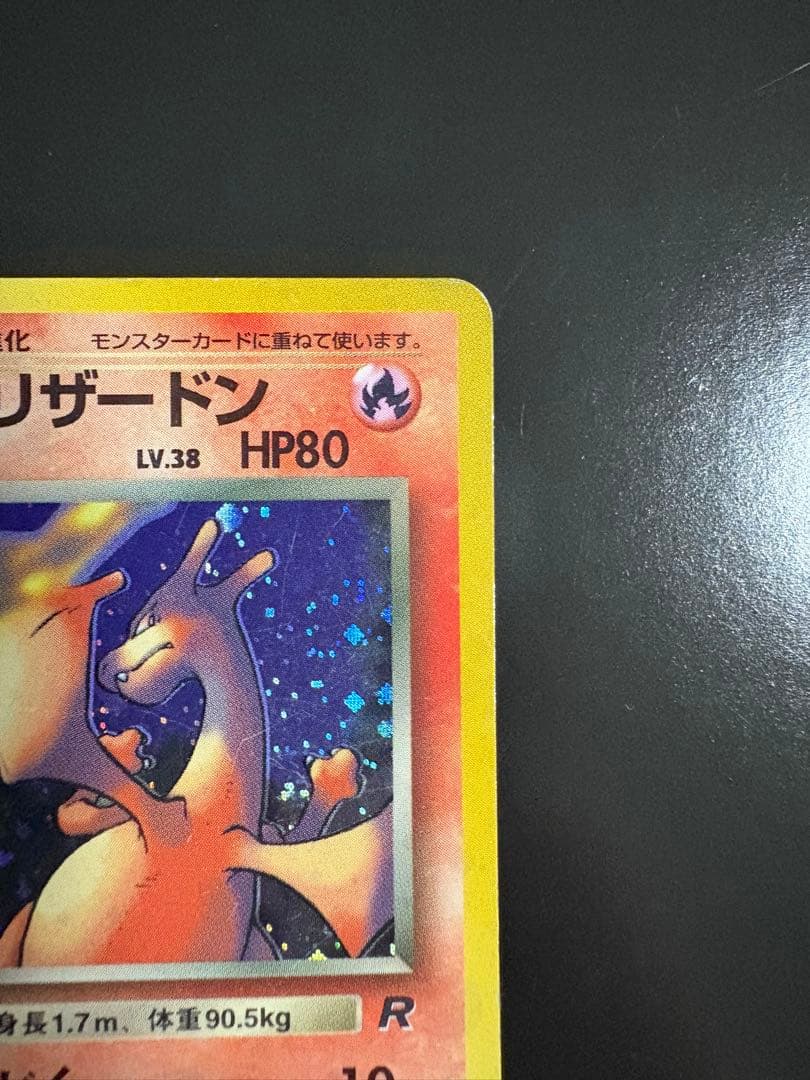 化 モンスターカードに重ねて使います。
リザードン
LV.38 HP80
身長1.7m、体重90.5kg R
10